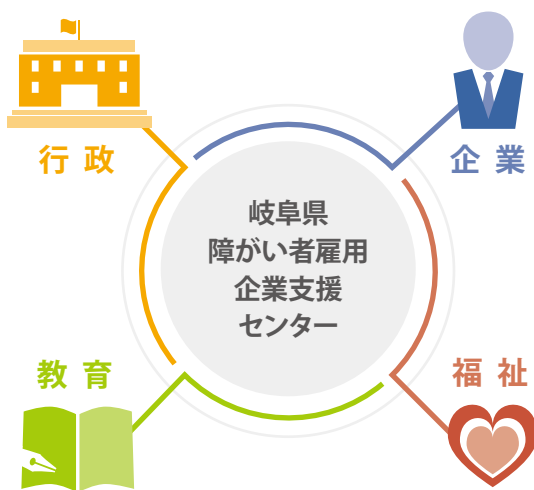 行政
企業
岐阜県
障がい者雇用
企業支援
センター
教育
福祉